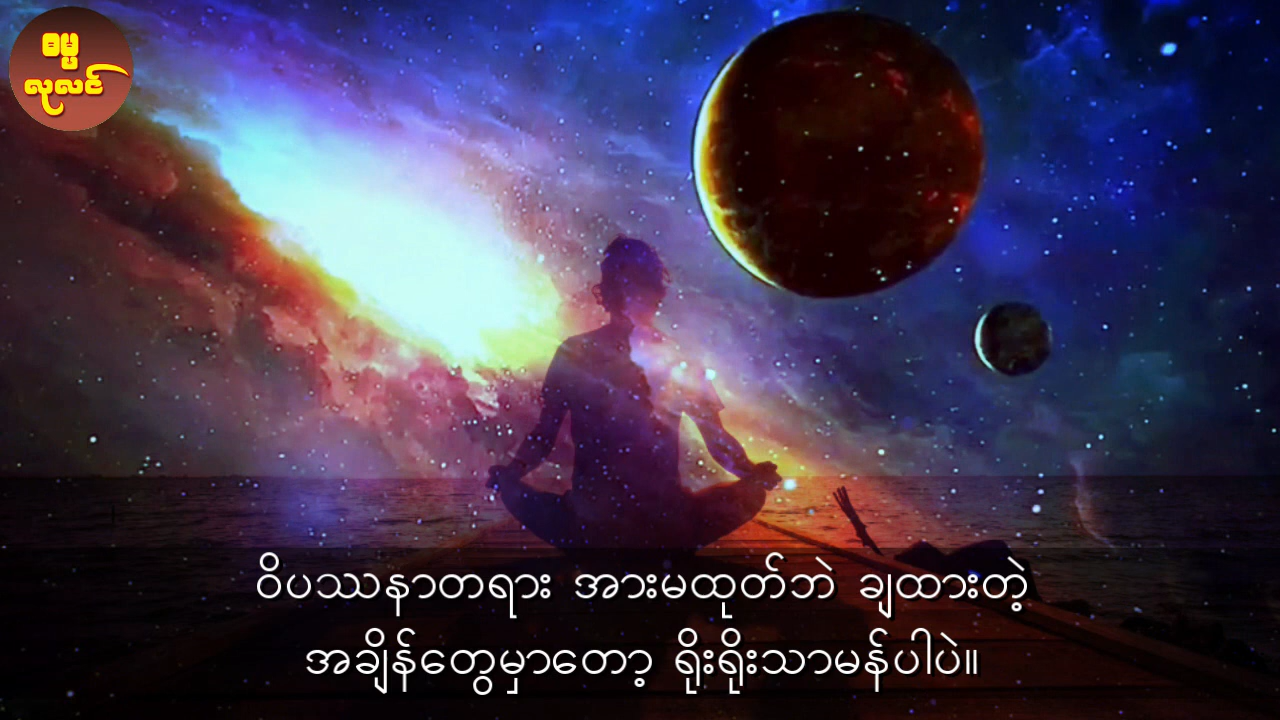 ဓမ္မ
လုလင်
ဝိပဿနာတရား အားမထုတ်ဘဲ ချထားတဲ့
အချိန်တွေမှာတော့ ရိုးရိုးသာမန်ပါပဲ။